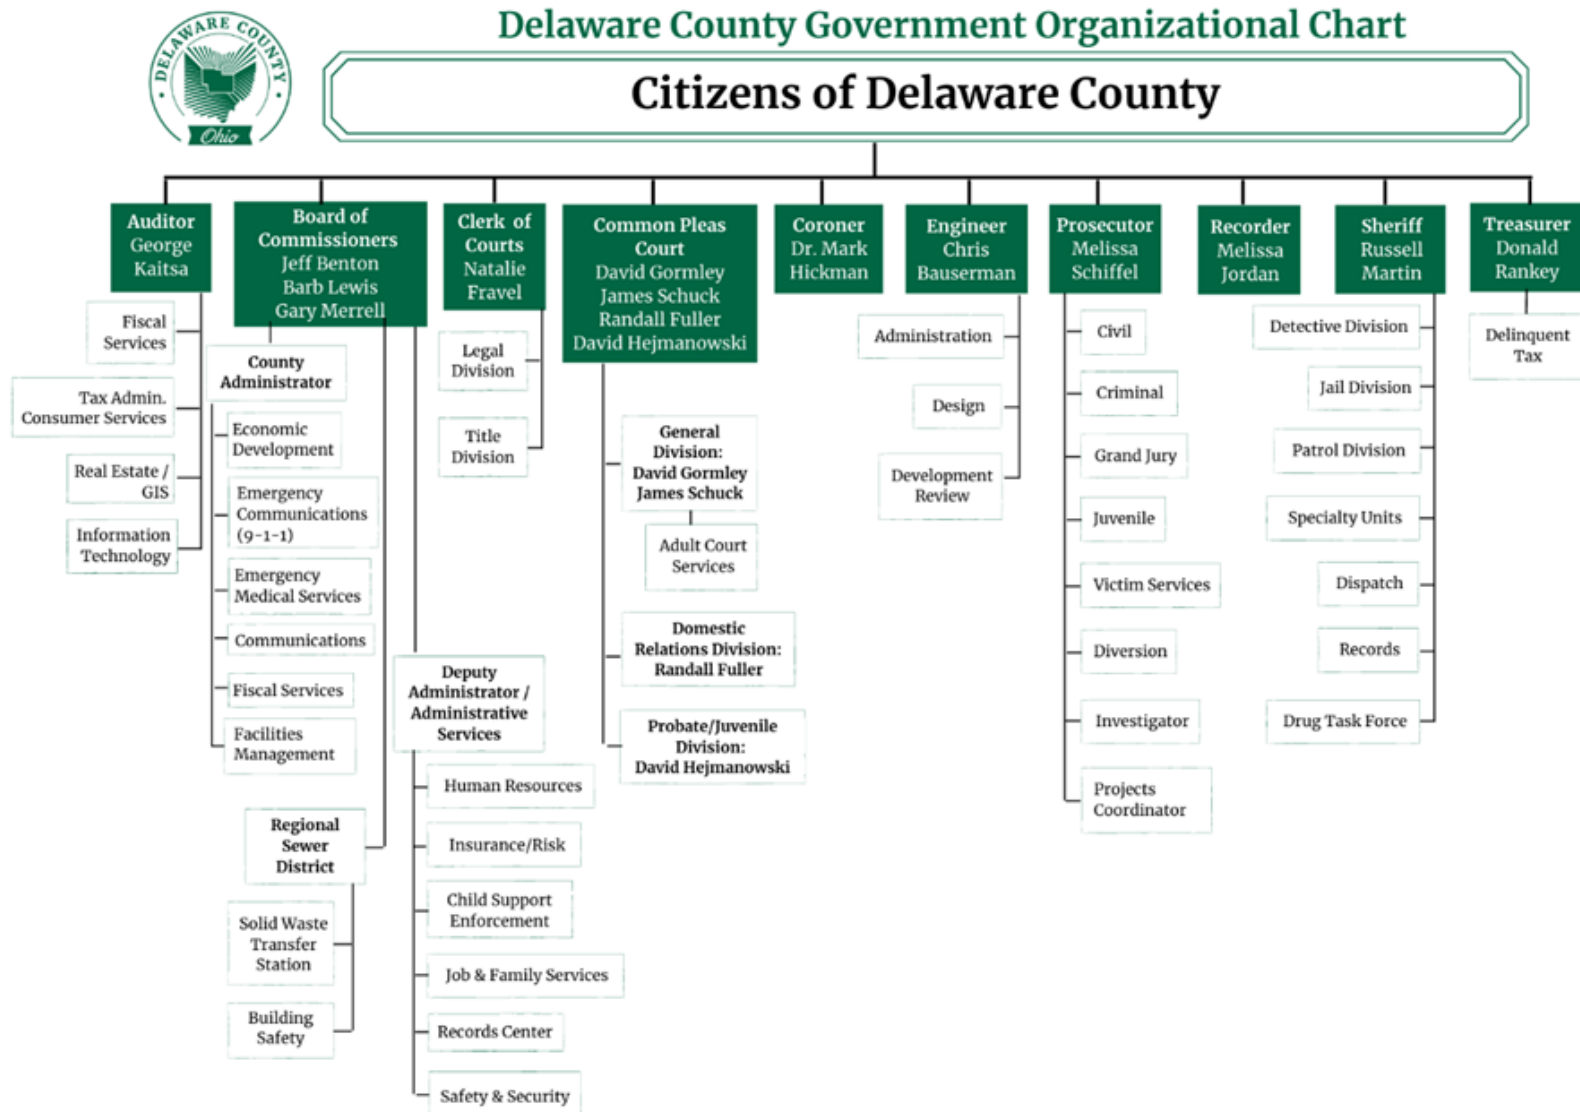 Delaware County Government Organizational Chart
DELAWARE COUNTY
Ohio
Citizens of Delaware County
Auditor
George
Kaitsa
Fiscal
Services
Tax Admin.
Consumer Services
Real Estate /
GIS
Information
Technology
Board of
Commissioners
Jeff Benton
Barb Lewis
Gary Merrell
County
Administrator
Economic
Development
Emergency
Communications
(9-1-1)
Emergency
Medical Services
Communications
Fiscal Services
Facilities
Management
Regional
Sewer
District
Solid Waste
Transfer
Station
Building
Safety
Deputy
Administrator /
Administrative
Services
Human Resources
Insurance/Risk
Child Support
Enforcement
Job & Family Services
Records Center
Safety & Security
Clerk of
Courts
Natalie
Fravel
Legal
Division
Title
Division
Common Pleas
Court
David Gormley
James Schuck
Randall Fuller
David Hejmanowski
General
Division:
David Gormley
James Schuck
Adult Court
Services
Domestic
Relations Division:
Randall Fuller
Probate/Juvenile
Division:
David Hejmanowski
Coroner
Dr. Mark
Hickman
Engineer
Chris
Bauserman
Administration
Design
Development
Review
Prosecutor
Melissa
Schiffel
Civil
Criminal
Grand Jury
Juvenile
Victim Services
Diversion
Investigator
Projects
Coordinator
Recorder
Melissa
Jordan
Sheriff
Russell
Martin
Detective Division
Jail Division
Patrol Division
Specialty Units
Dispatch
Records
Drug Task Force
Treasurer
Donald
Rankey
Delinquent
Tax